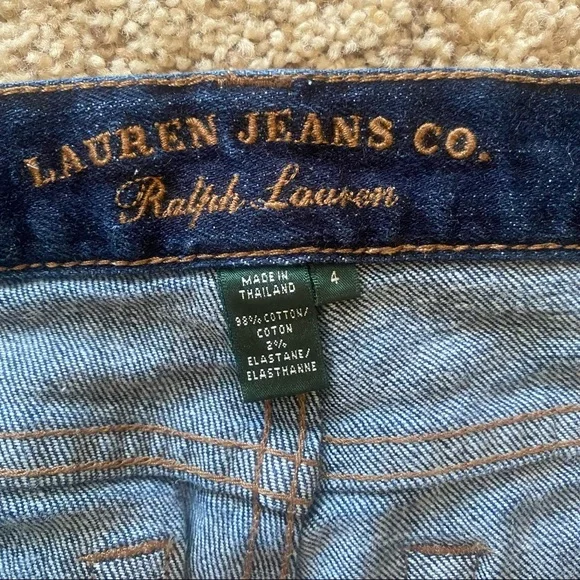 LAUREN JEANS CO.
Ralph Lauren
MADE IN
THAILAND
4
98% COTTON/
COTON
2%
ELASTANE/
ELASTHANNE